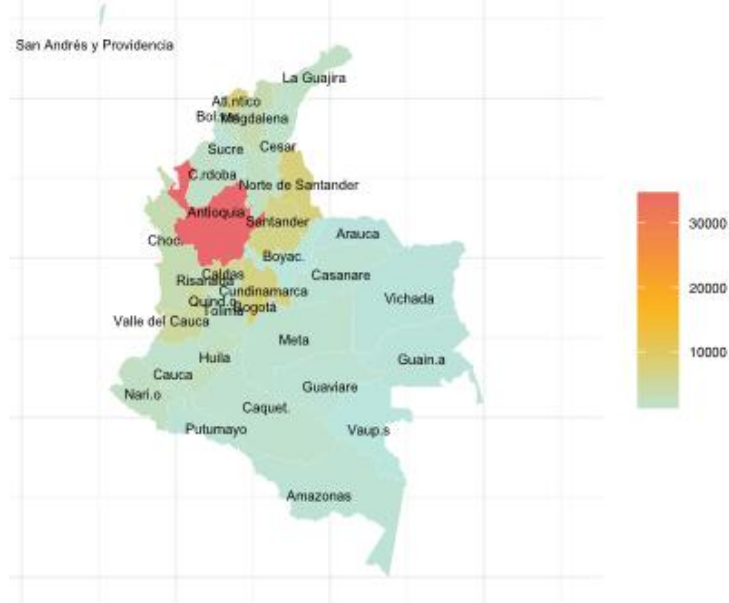 San Andrés y Providencia
La Guajira
Atl.ntico
Magdalena
Sucre
Cesar
C.rdoba
Norte de Santander
Antioquia
Santander
Arauca
Boyac.
Caldas
Casanare
Risaralda
Cundinamarca
Vichada
Quind.o
Bogotá
Tolima
Valle del Cauca
Meta
Huila
Guain.a
Cauca
Guaviare
Nari.o
Caquet.
Putumayo
Vaup.s
Amazonas
30000
20000
10000